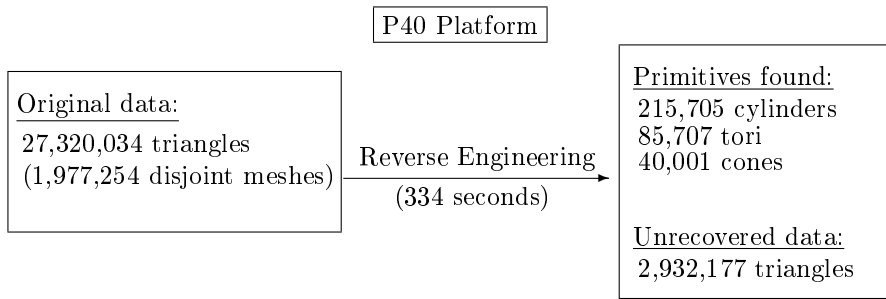 P40 Platform
Original data:
27,320,034 triangles
(1,977,254 disjoint meshes)
Reverse Engineering
(334 seconds)
Primitives found:
215,705 cylinders
85,707 tori
40,001 cones
Unrecovered data:
2,932,177 triangles